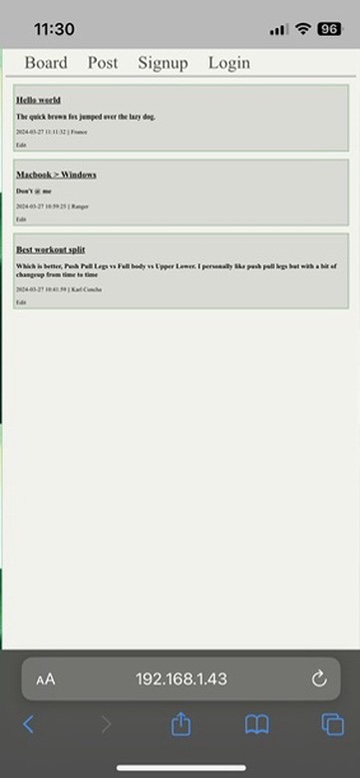 11:30
96
Board Post Signup Login
Hello world
The quick brown fox jumped over the lazy dog.
2024-03-27 11:11:32 | France
Edit
Macbook > Windows
Don't @ me
2024-03-27 10:59:25 | Ranger
Edit
Best workout split
Which is better, Push Pull Legs vs Full body vs Upper Lower. I personally like push pull legs but with a bit of
changeup from time to time
2024-03-27 10:41:59 | Karl Concha
Edit
AA 192.168.1.43